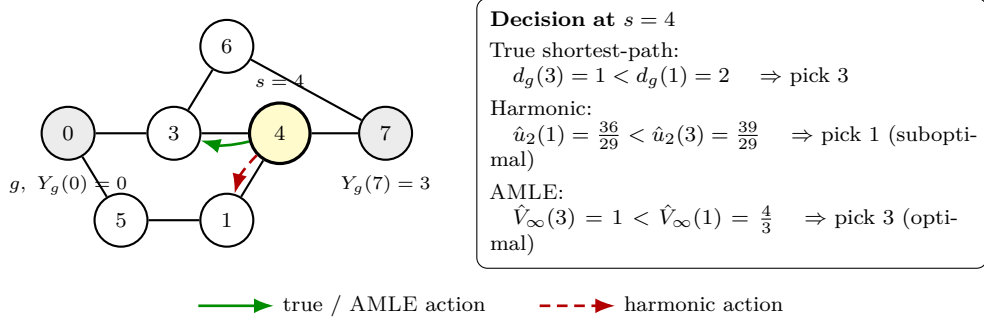 6
s = 4
0
3
4
7
g, Y_g(0) = 0
Y_g(7) = 3
5
1
Decision at s = 4
True shortest-path:
d_g(3) = 1 < d_g(1) = 2 ⇒ pick 3
Harmonic:
û_2(1) = 36/29 < û_2(3) = 39/29 ⇒ pick 1 (subopti-
mal)
AMLE:
V̂_∞(3) = 1 < V̂_∞(1) = 4/3 ⇒ pick 3 (opti-
mal)
true / AMLE action
harmonic action